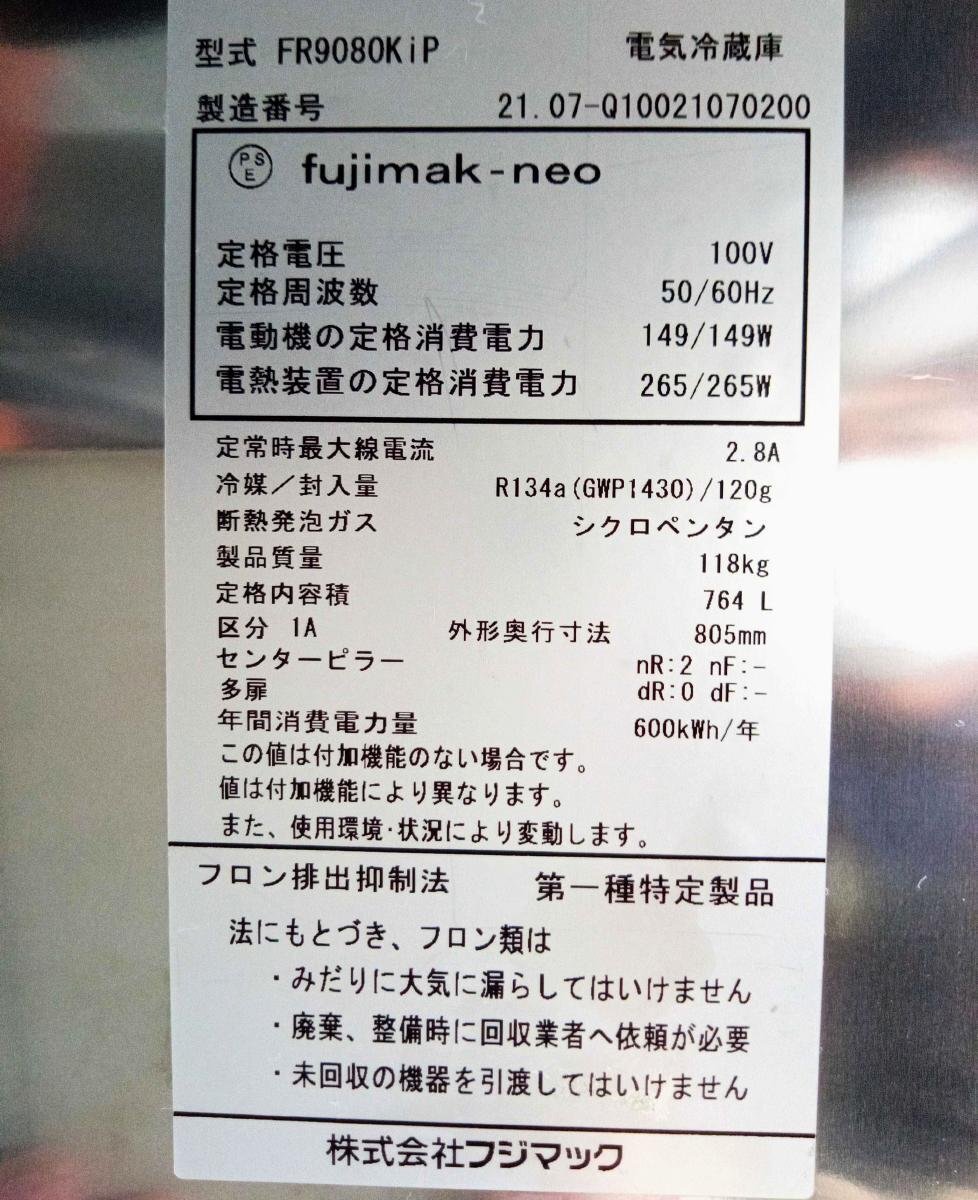 型式 FR9080KiP 電気冷蔵庫
製造番号 21.07-Q10021070200
PSE fujimak-neo
定格電圧 100V
定格周波数 50/60Hz
電動機の定格消費電力 149/149W
電熱装置の定格消費電力 265/265W
定常時最大線電流 2.8A
冷媒／封入量 R134a(GWP1430)/120g
断熱発泡ガス シクロペンタン
製品質量 118kg
定格内容積 764 L
区分 1A 外形奥行寸法 805mm
センターピラー nR:2 nF:-
多扉 dR:0 dF:-
年間消費電力量 600kWh/年
この値は付加機能のない場合です。
値は付加機能により異なります。
また、使用環境・状況により変動します。
フロン排出抑制法 第一種特定製品
法にもとづき、フロン類は
・みだりに大気に漏らしてはいけません
・廃棄、整備時に回収業者へ依頼が必要
・未回収の機器を引渡してはいけません
株式会社フジマック